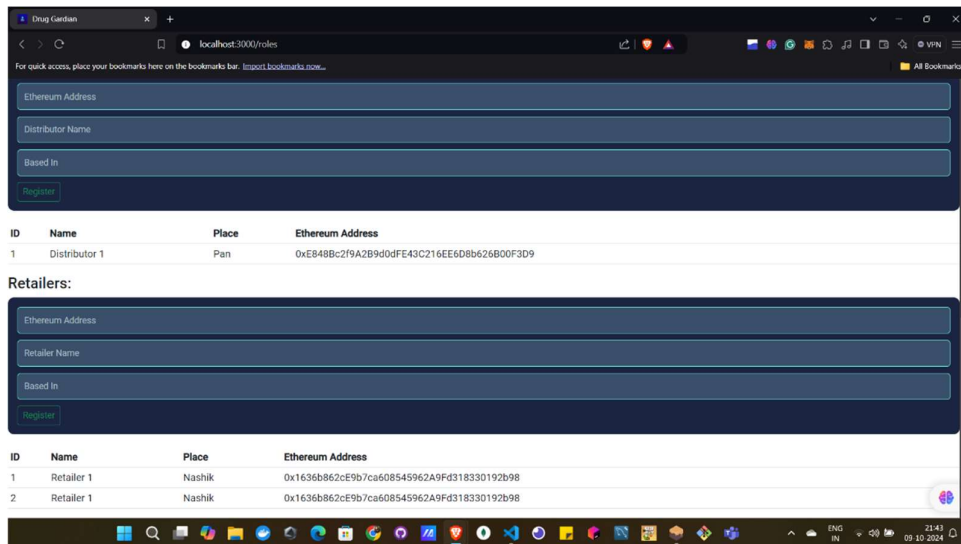 Drug Gardian
localhost:3000/roles
VPN
For quick access, place your bookmarks here on the bookmarks bar. Import bookmarks now...
All Bookmarks
Ethereum Address
Distributor Name
Based In
Register
ID Name Place Ethereum Address
1 Distributor 1 Pan 0xE848Bc2f9A2B9d0dFE43C216EE6D8b626B00F3D9
Retailers:
Ethereum Address
Retailer Name
Based In
Register
ID Name Place Ethereum Address
1 Retailer 1 Nashik 0x1636b862cE9b7ca608545962A9Fd318330192b98
2 Retailer 1 Nashik 0x1636b862cE9b7ca608545962A9Fd318330192b98
ENG 21:43
IN 09-10-2024